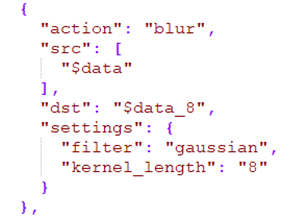 {
"action": "blur",
"src": [
"$data"
],
"dst": "$data_8",
"settings": {
"filter": "gaussian",
"kernel_length": "8"
}
},